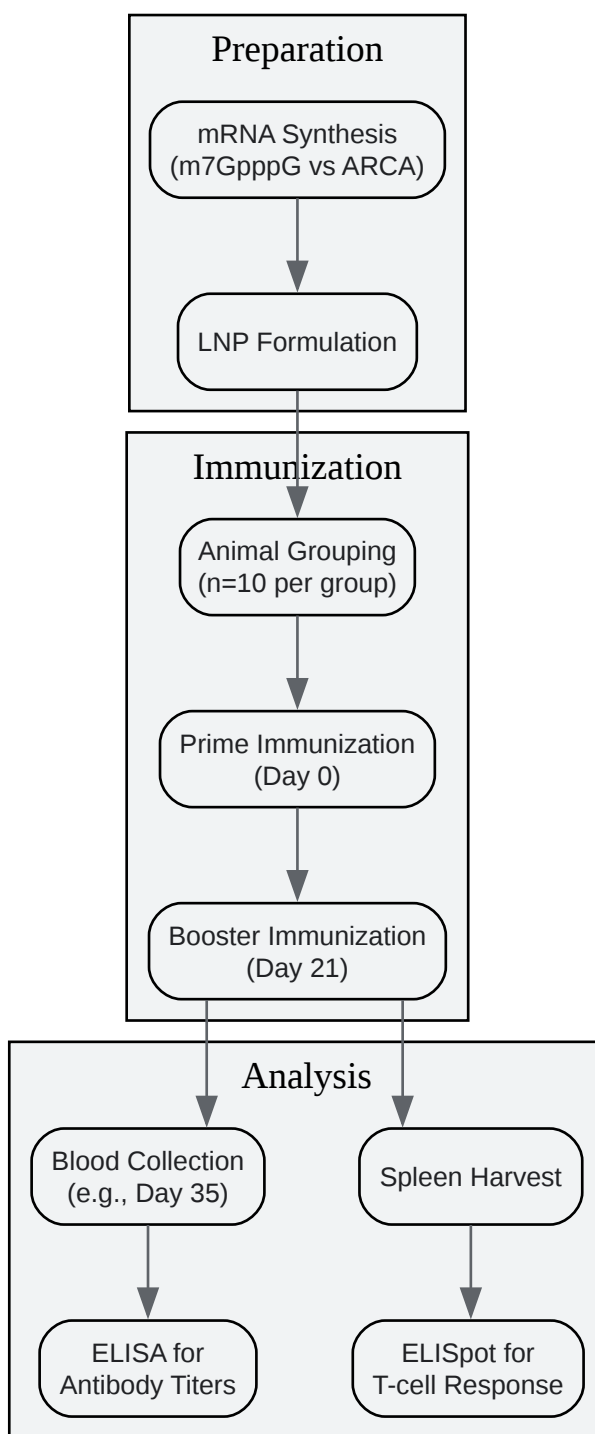 Preparation
mRNA Synthesis
(m7GpppG vs ARCA)
LNP Formulation
Immunization
Animal Grouping
(n=10 per group)
Prime Immunization
(Day 0)
Booster Immunization
(Day 21)
Analysis
Blood Collection
(e.g., Day 35)
Spleen Harvest
ELISA for
Antibody Titers
ELISpot for
T-cell Response